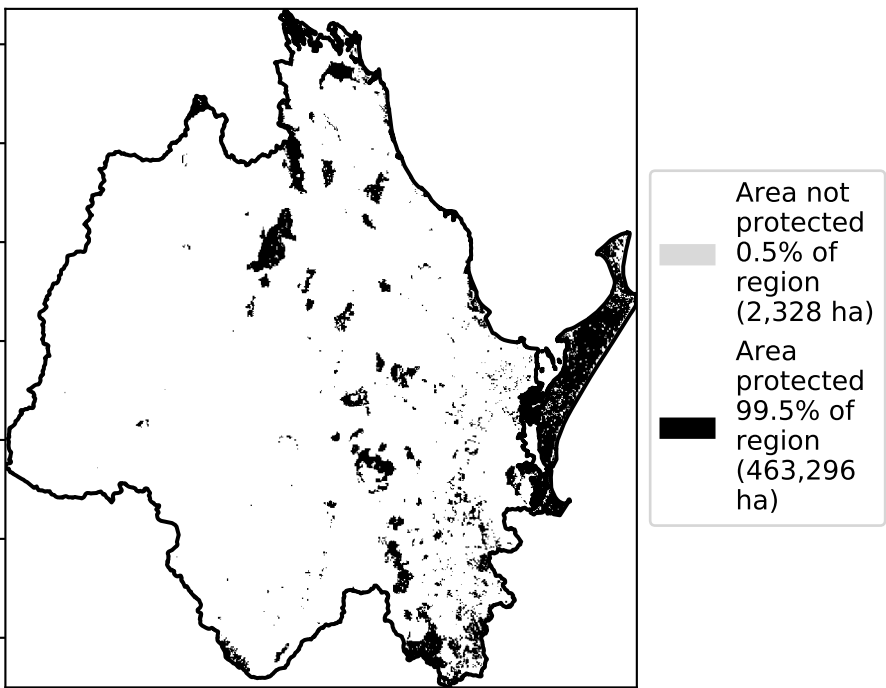 Area not
protected
0.5% of
region
(2,328 ha)
Area
protected
99.5% of
region
(463,296
ha)